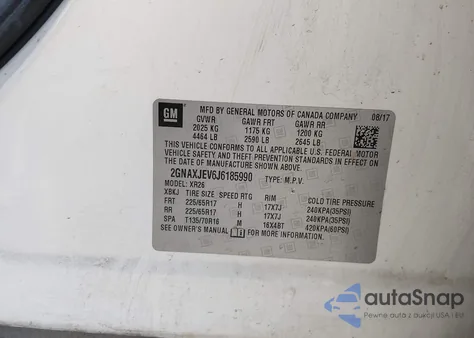 GM
MFD BY GENERAL MOTORS OF CANADA COMPANY 08/17
GVWR GAWR FRT GAWR RR
2025 KG 1175 KG 1200 KG
4464 LB 2590 LB 2645 LB
THIS VEHICLE CONFORMS TO ALL APPLICABLE U.S. FEDERAL MOTOR
VEHICLE SAFETY
THEFT PREVENTION STANDARDS IN EFFECT ON THE DATE OF
MANUFACTURE SHOWN ABOVE.
2GNAXJEV6J6185990 TYPE: M.P.V.
MODEL: XR26
XBKJ TIRE SIZE SPEED RTG RIM COLD TIRE PRESSURE
FRT 225/65R17 H 17X7J 240KPA(35PSI)
RR 225/65R17 H 17X7J 240KPA(35PSI)
SPA T135/70R16 M 16X4BT 420KPA(60PSI)
SEE OWNER'S MANUAL FOR MORE INFORMATION
autoSnap
Pewne auto z aukcji USA i